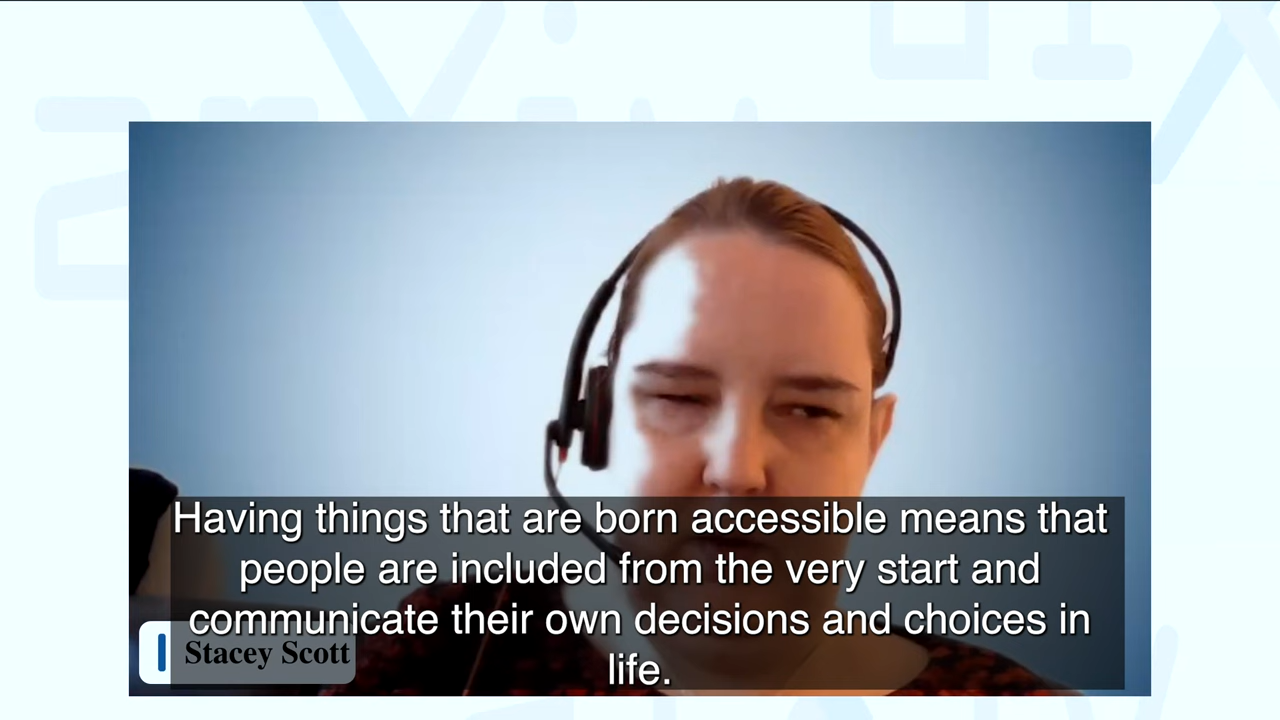 Having things that are born accessible means that
people are included from the very start and
communicate their own decisions and choices in
life.
Stacey Scott